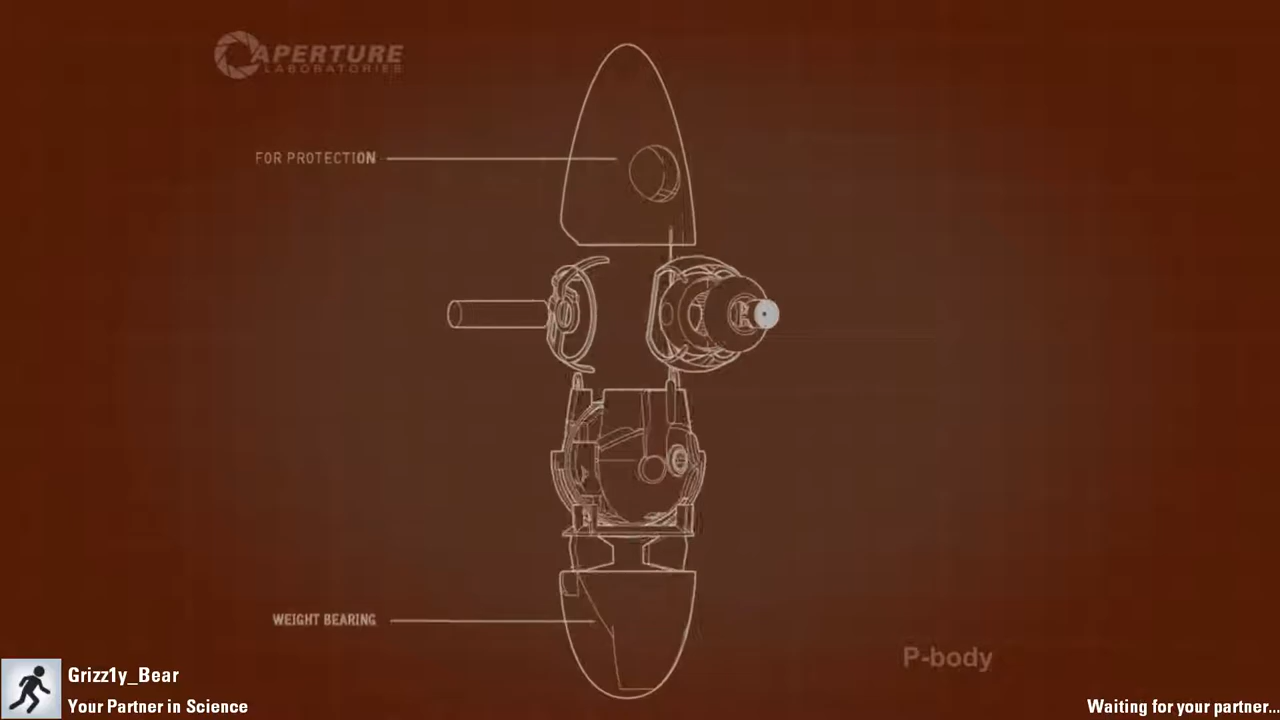 APERTURE
LABORATORIES
FOR PROTECTION
WEIGHT BEARING
P-body
Grizz1y_Bear
Your Partner in Science
Waiting for your partner...